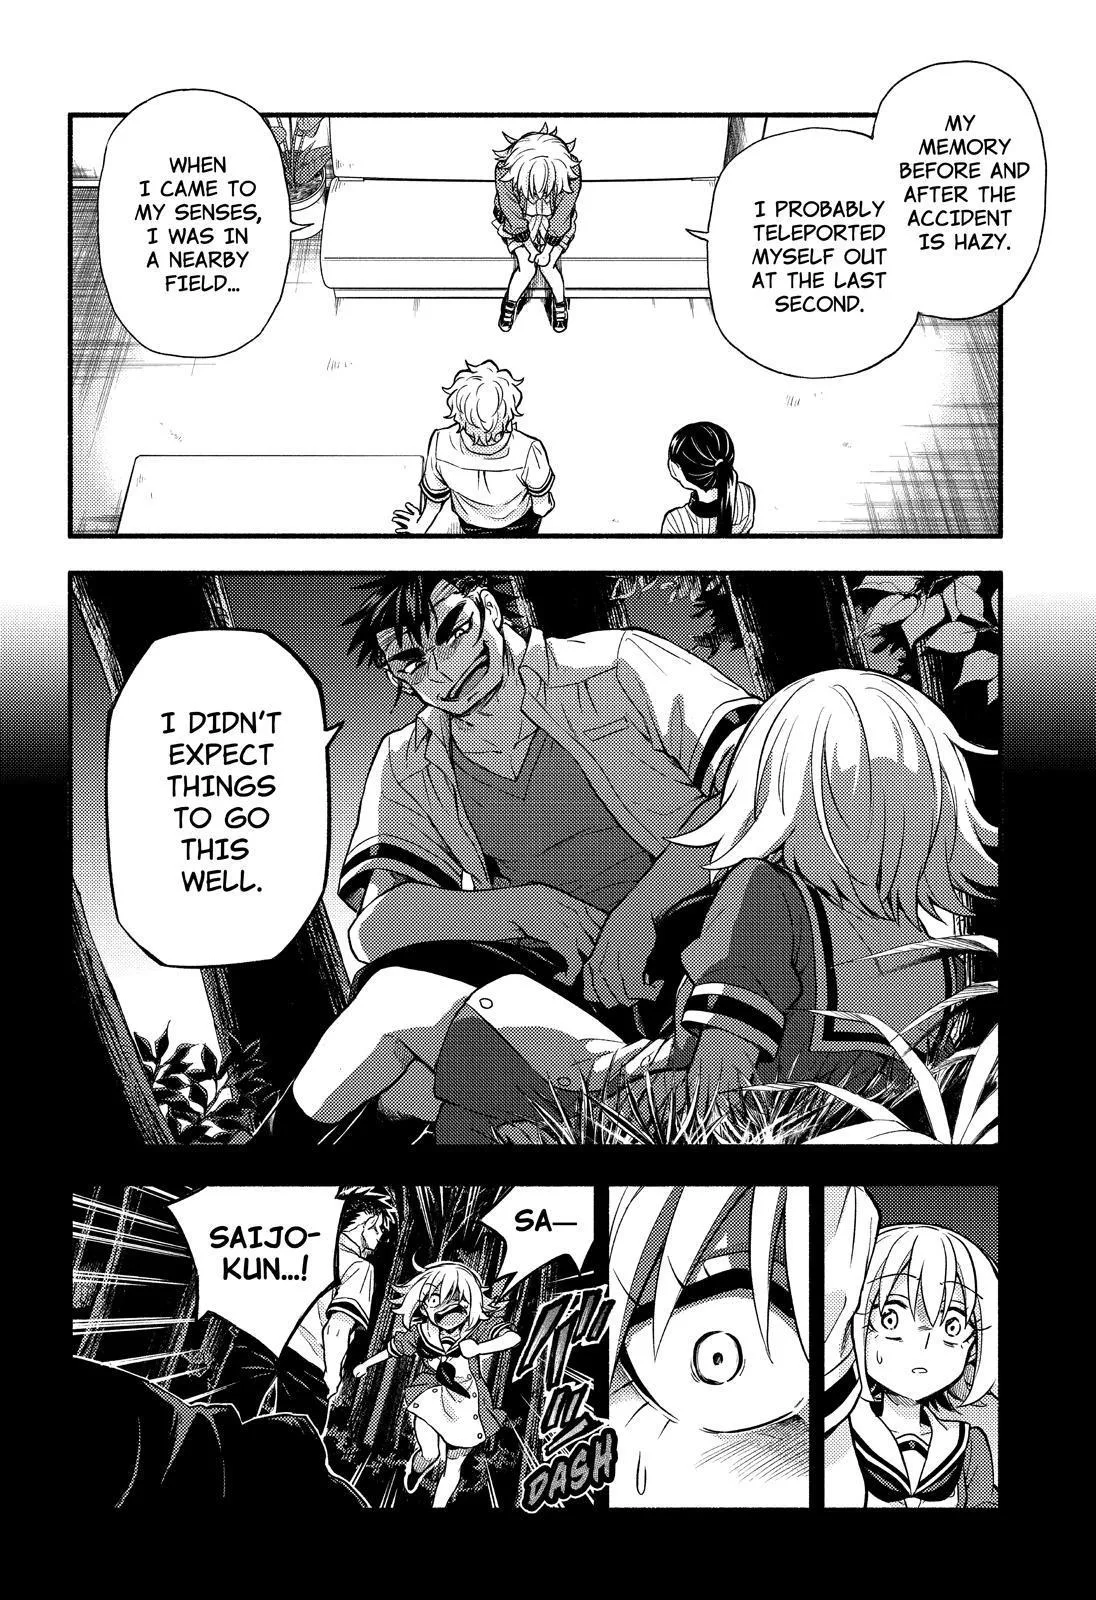 MY
MEMORY
BEFORE AND
AFTER THE
ACCIDENT
IS HAZY.
I PROBABLY
TELEPORTED
MYSELF OUT
AT THE LAST
SECOND.
WHEN
I CAME TO
MY SENSES,
I WAS IN
A NEARBY
FIELD...
I DIDN'T
EXPECT
THINGS
TO GO
THIS
WELL.
SA—
DASH
SAIJO-
KUN...!